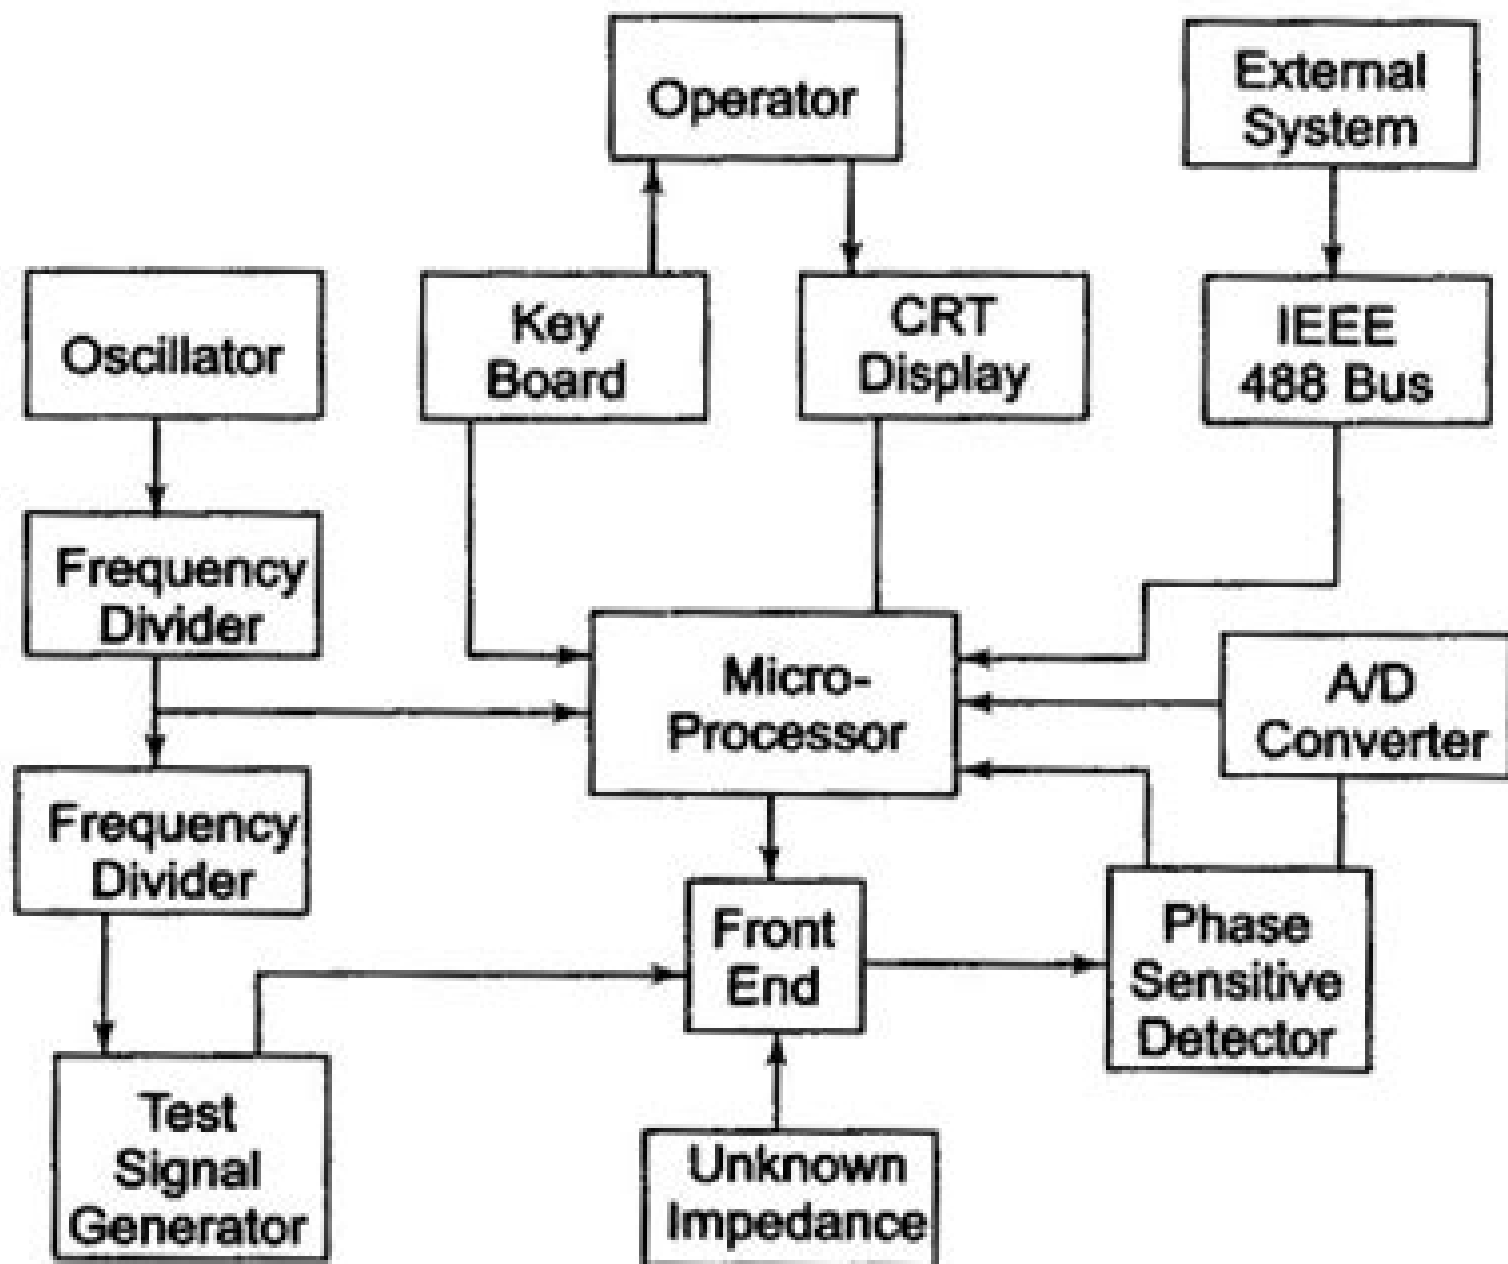 Operator
External
System
Oscillator
Key
Board
CRT
Display
IEEE
488 Bus
Frequency
Divider
Micro-
Processor
A/D
Converter
Frequency
Divider
Front
End
Phase
Sensitive
Detector
Test
Signal
Generator
Unknown
Impedance